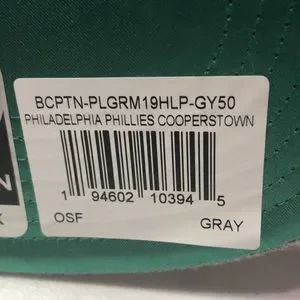 BCPTN-PLGRM19HLP-GY50
PHILADELPHIA PHILLIES COOPERSTOWN
1 94602 10394 5
OSF GRAY